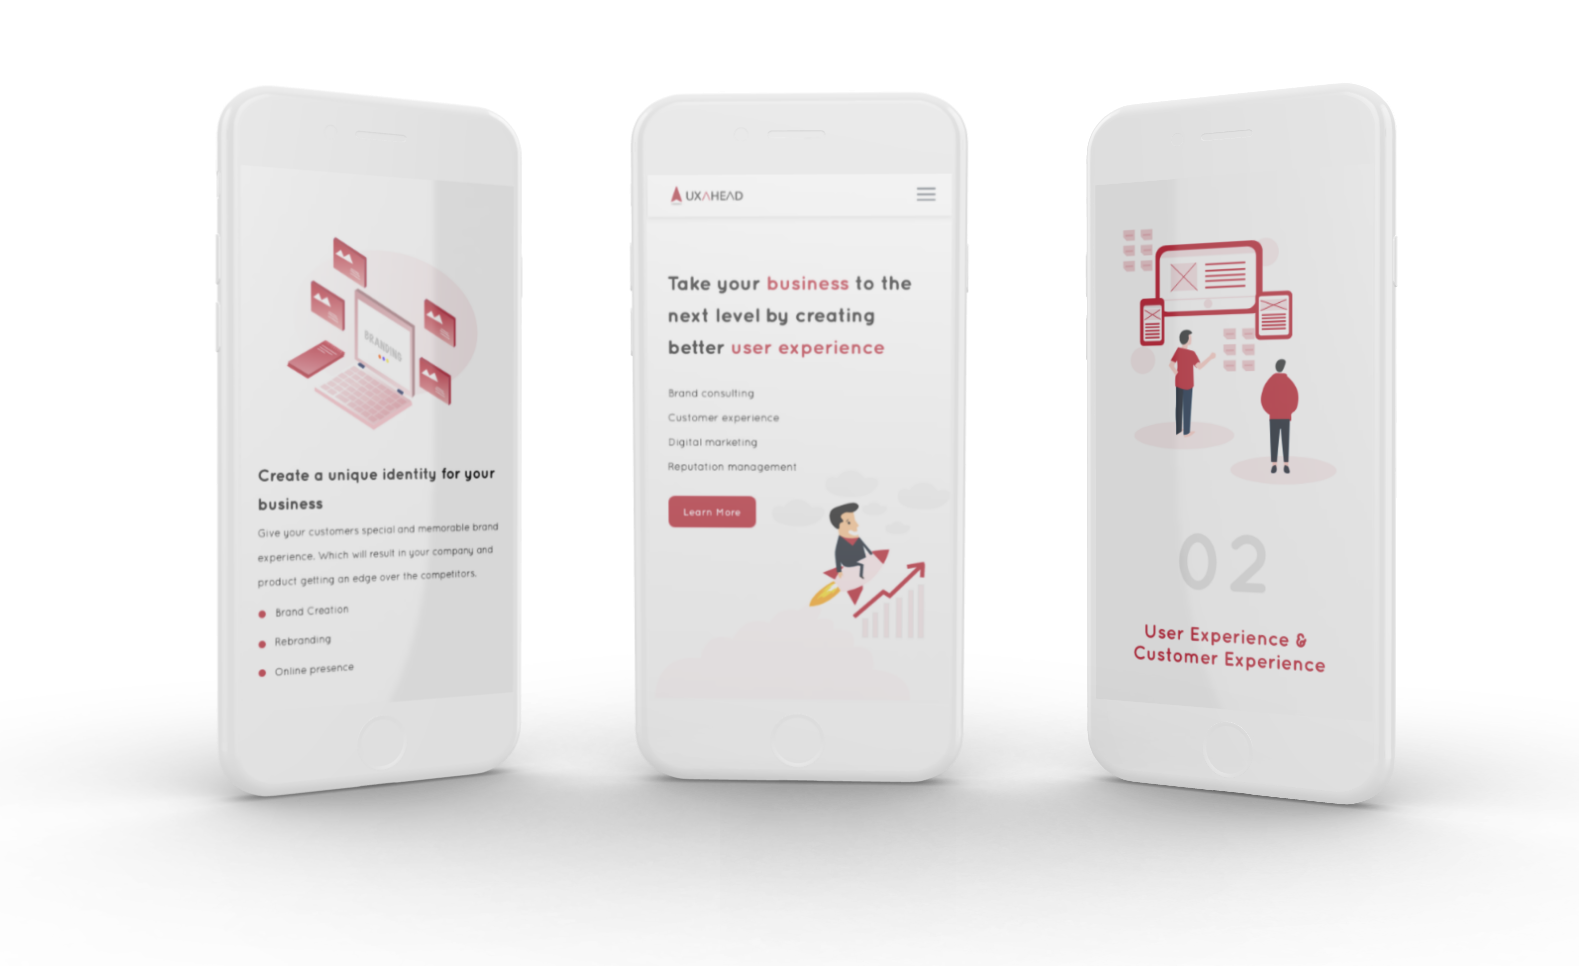 BRANDING
Create a unique identity for your
business
Give your customers special and memorable brand
experience. Which will result in your company and
product getting an edge over the competitors.
Brand Creation
Rebranding
Online presence
UXAHEAD
Take your business to the
next level by creating
better user experience
Brand consulting
Customer experience
Digital marketing
Reputation management
Learn More
02
User Experience &
Customer Experience